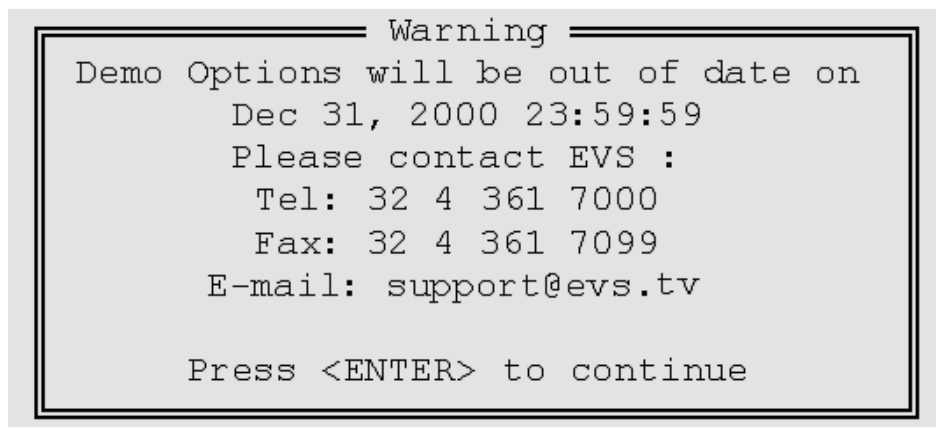 Warning
Demo Options will be out of date on
Dec 31, 2000 23:59:59
Please contact EVS :
Tel: 32 4 361 7000
Fax: 32 4 361 7099
E-mail: support@evs.tv
Press <ENTER> to continue